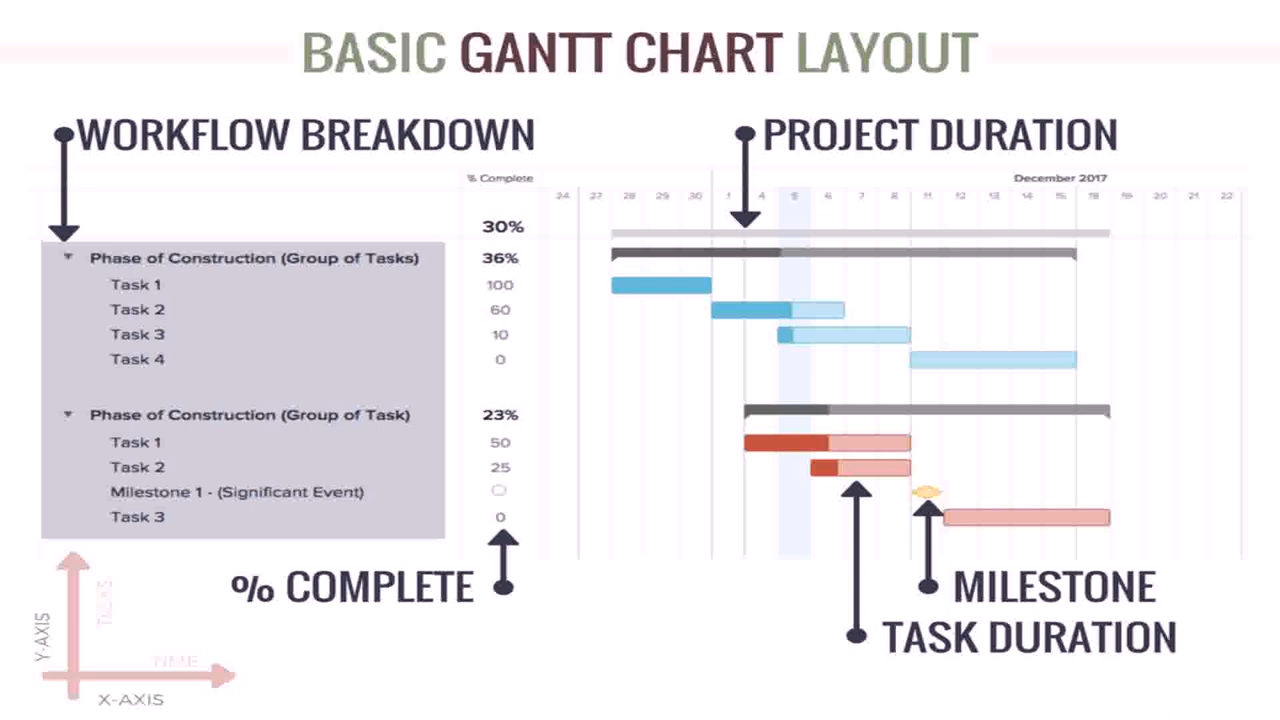 BASIC GANTT CHART LAYOUT
WORKFLOW BREAKDOWN
PROJECT DURATION
% Complete
December 2017
24 27 28 29 30 1 4 5 6 7 8 11 12 13 14 15 18 19 20 21 22
30%
Phase of Construction (Group of Tasks) 36%
Task 1 100
Task 2 60
Task 3 10
Task 4 0
Phase of Construction (Group of Task) 23%
Task 1 50
Task 2 25
Milestone 1 - (Significant Event)
Task 3 0
% COMPLETE
MILESTONE
TASK DURATION
Y-AXIS
TASKS
TIME
X-AXIS